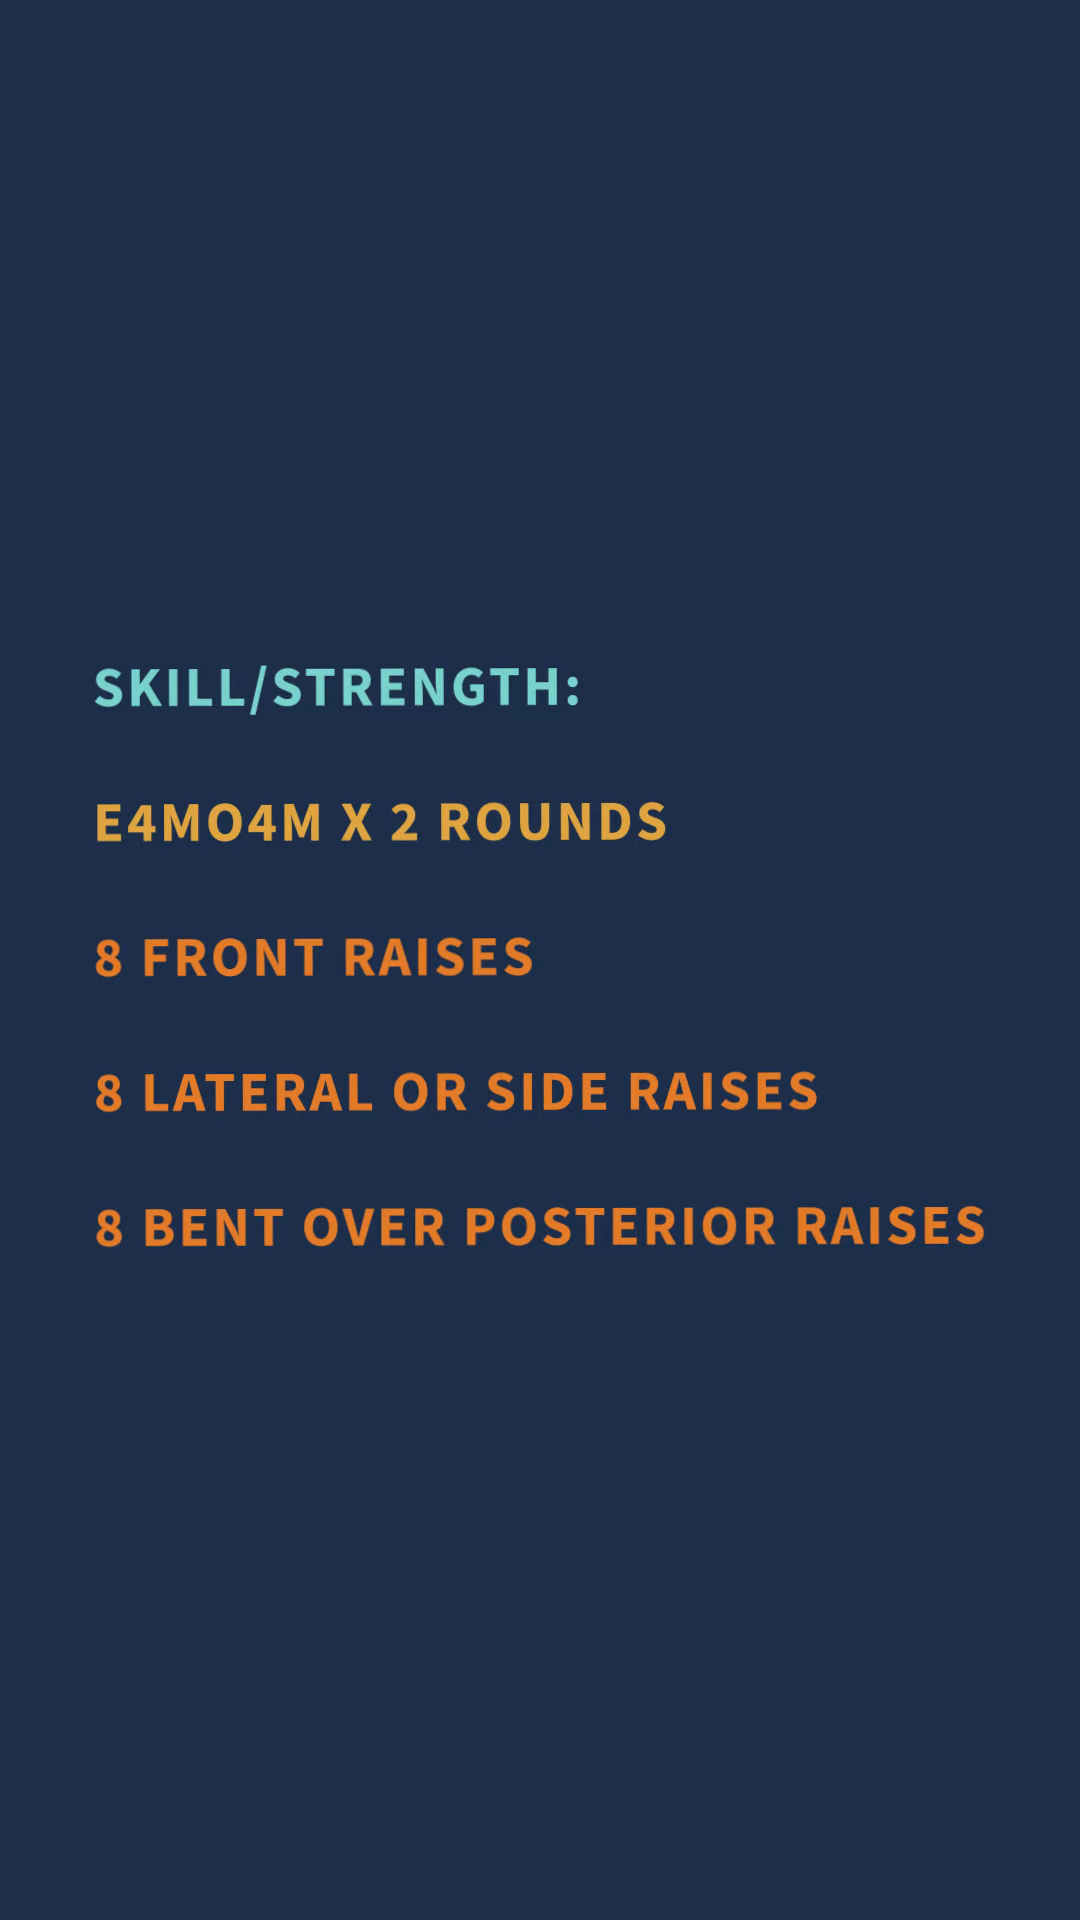 SKILL/STRENGTH:
E4MO4M X 2 ROUNDS
8 FRONT RAISES
8 LATERAL OR SIDE RAISES
8 BENT OVER POSTERIOR RAISES